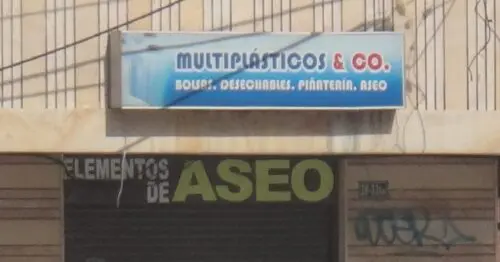 MULTIPLÁSTICOS & CO.
BOLSAS, DESECHABLES, PIÑATERÍA, ASEO
ELEMENTOS
DE ASEO